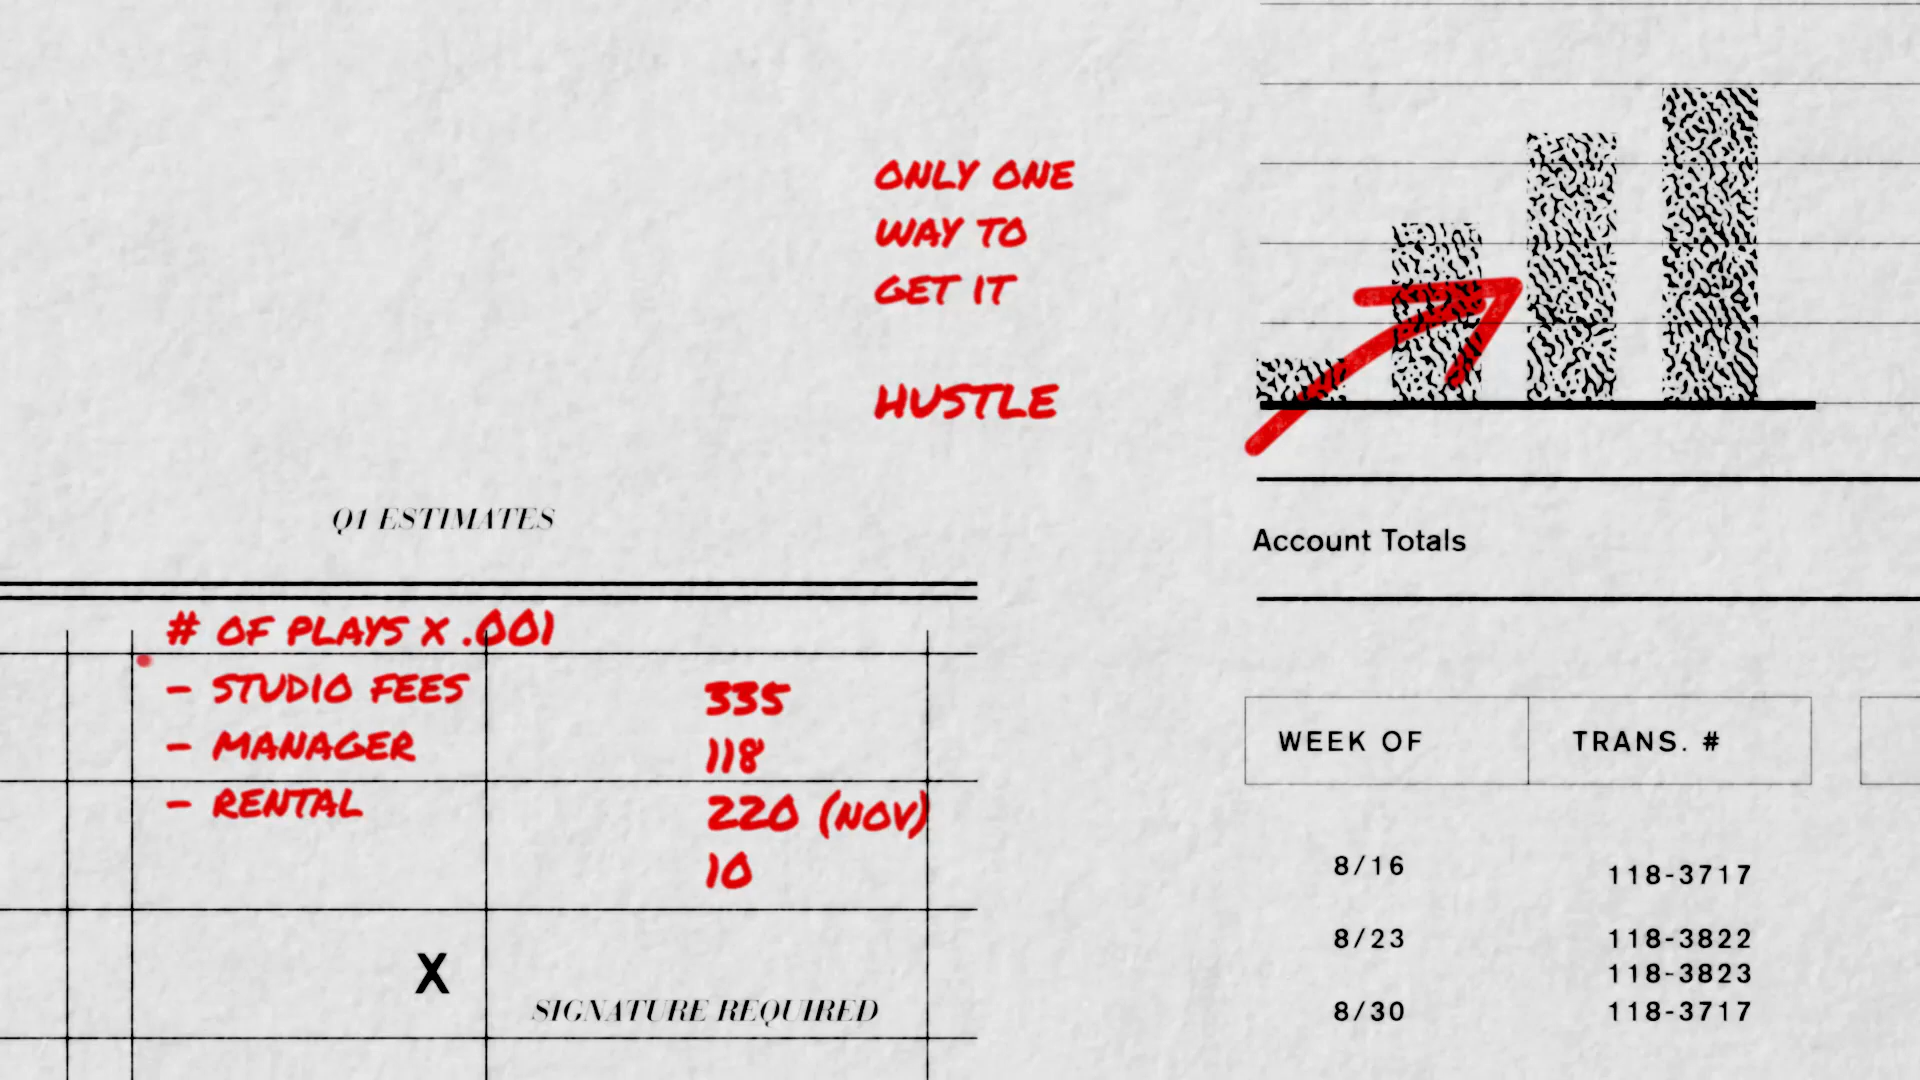 ONLY ONE
WAY TO
GET IT
HUSTLE
Q1 ESTIMATES
# OF PLAYS X .001
- STUDIO FEES
- MANAGER
- RENTAL
335
118
220 (NOV)
10
X
SIGNATURE REQUIRED
Account Totals
WEEK OF TRANS. #
8/16 118-3717
8/23 118-3822
118-3823
8/30 118-3717